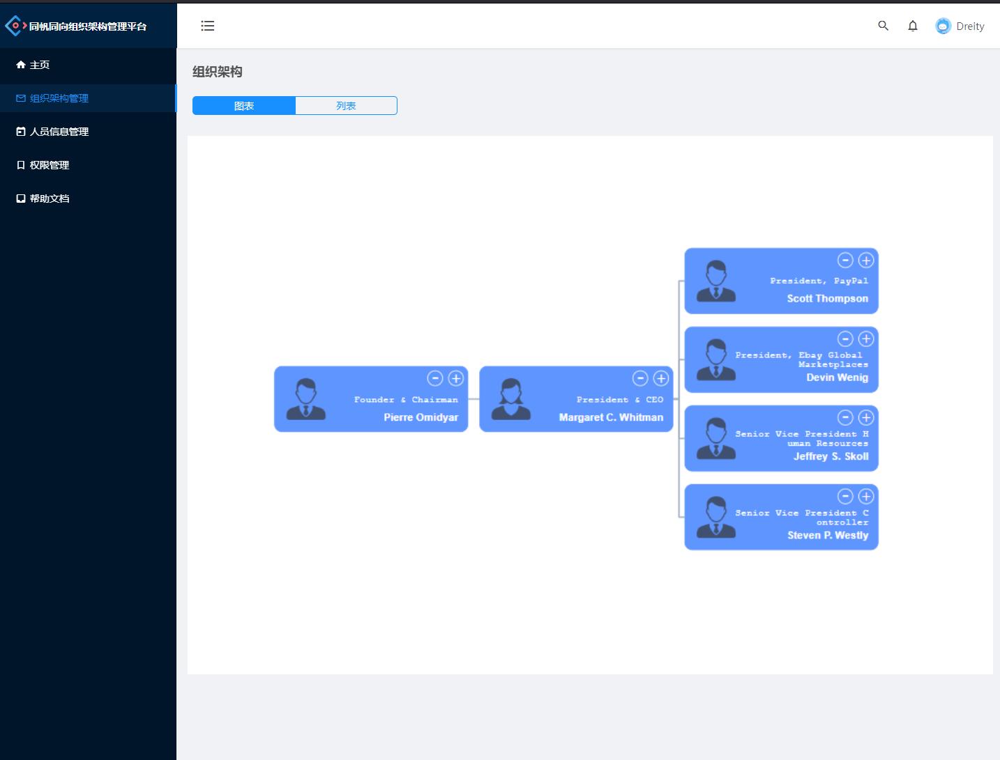 同帆同向组织架构管理平台
Dreity
主页
组织架构管理
人员信息管理
权限管理
帮助文档
组织架构
图表
列表
Founder & Chairman
Pierre Omidyar
President & CEO
Margaret C. Whitman
President, PayPal
Scott Thompson
President, Ebay Global
Marketplaces
Devin Wenig
Senior Vice President H
uman Resources
Jeffrey S. Skoll
Senior Vice President C
ontroller
Steven P. Westly